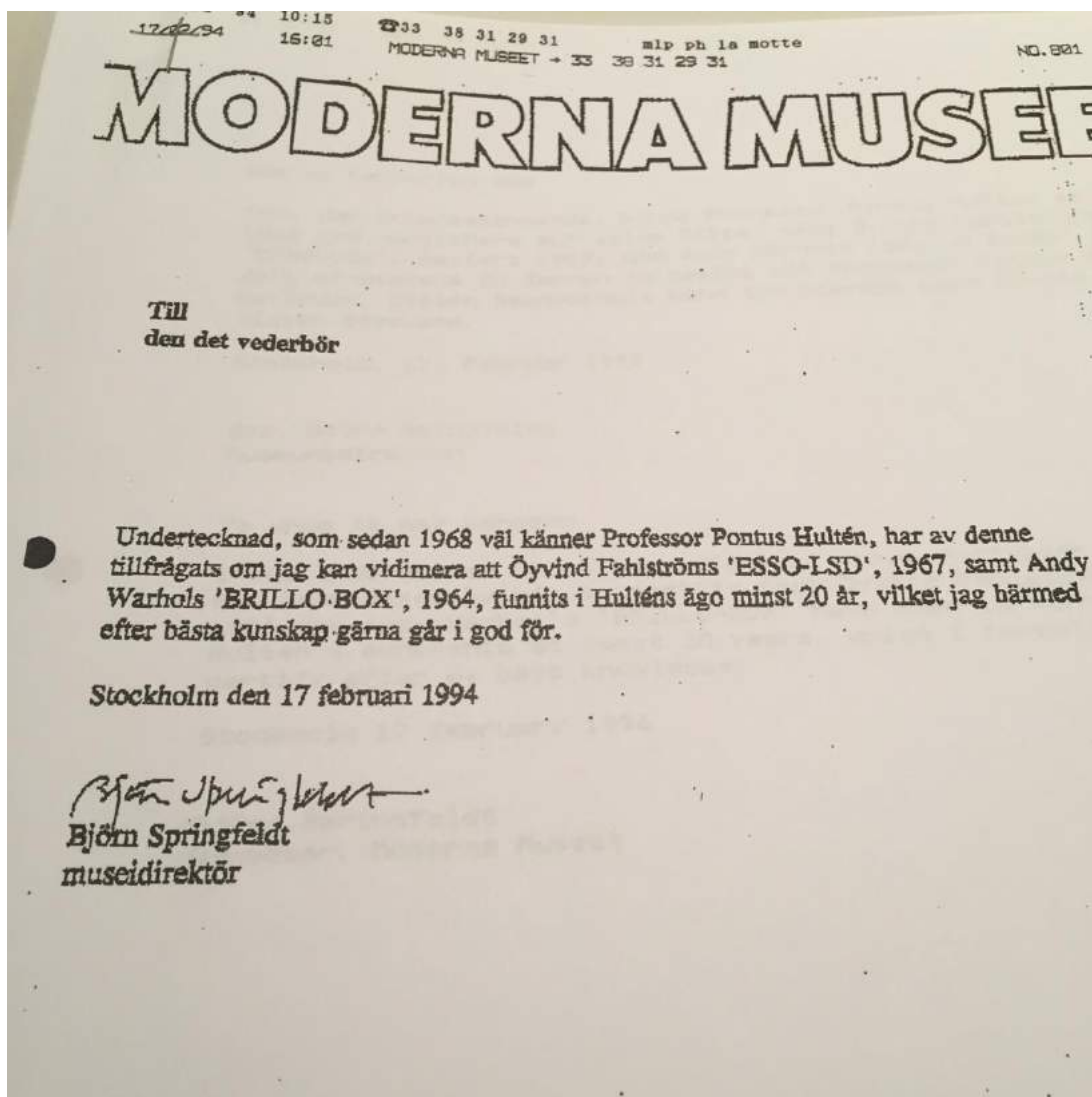 94 10:15 ☎33 38 31 29 31 mlp ph la motte
17/02/94 16:01 MODERNA MUSEET → 33 38 31 29 31 NO.801
MODERNA MUSEE
Till
den det vederbör
Undertecknad, som sedan 1968 väl känner Professor Pontus Hultén, har av denne
tillfrågats om jag kan vidimera att Öyvind Fahlströms 'ESSO-LSD', 1967, samt Andy
Warhols 'BRILLO BOX', 1964, funnits i Hulténs ägo minst 20 år, vilket jag härmed
efter bästa kunskap gärna går i god för.
Stockholm den 17 februari 1994
Björn Springfeldt
Björn Springfeldt
museidirektör